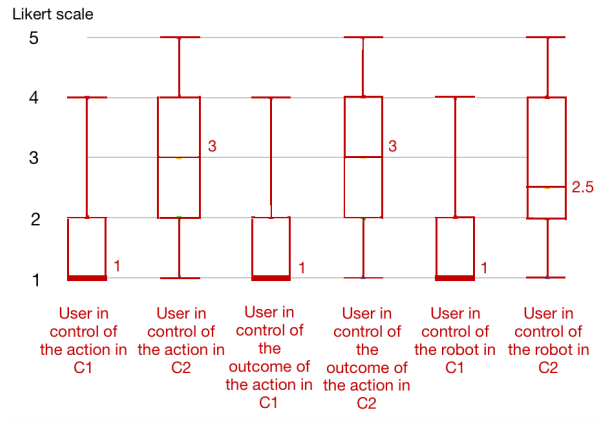 Likert scale
5
4
3
2
1
1
3
1
3
1
2.5
User in
control of
the action in
C1
User in
control of
the action in
C2
User in
control of
the
outcome of
the action in
C1
User in
control of
the
outcome of
the action in
C2
User in
control of
the robot in
C1
User in
control of
the robot in
C2